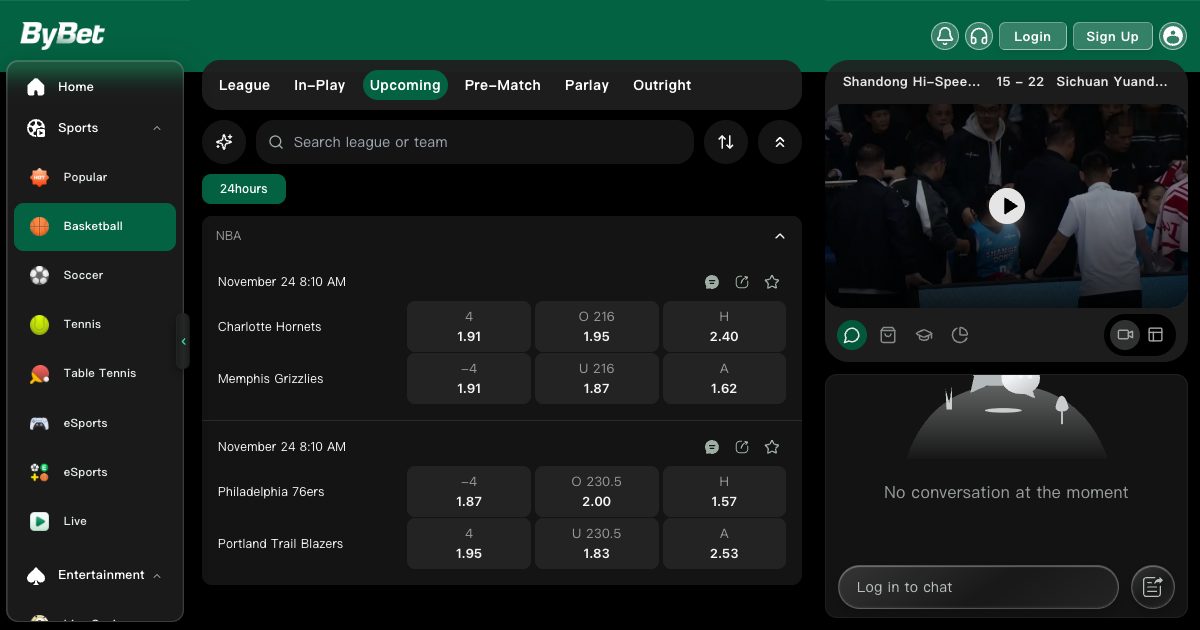 ByBet
Login
Sign Up
Home
Sports
HOT Popular
Basketball
Soccer
Tennis
Table Tennis
eSports
eSports
Live
Entertainment
League In-Play Upcoming Pre-Match Parlay Outright
Search league or team
24hours
NBA
November 24 8:10 AM
Charlotte Hornets
4
1.91
O 216
1.95
H
2.40
Memphis Grizzlies
-4
1.91
U 216
1.87
A
1.62
November 24 8:10 AM
Philadelphia 76ers
-4
1.87
O 230.5
2.00
H
1.57
Portland Trail Blazers
4
1.95
U 230.5
1.83
A
2.53
Shandong Hi-Spee... 15 - 22 Sichuan Yuand...
No conversation at the moment
Log in to chat